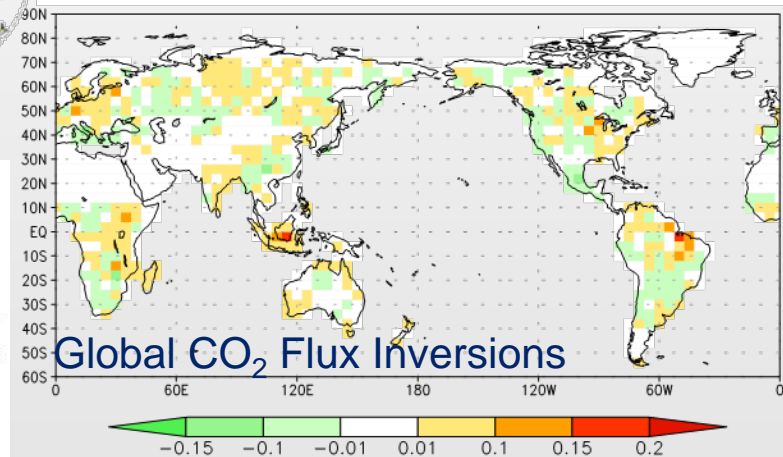 90N
80N
70N
60N
50N
40N
30N
20N
10N
EQ
10S
20S
30S
40S
50S
60S
Global CO₂ Flux Inversions
0 60E 120E 180 120W 60W 0
−0.15 −0.1 −0.01 0.01 0.1 0.15 0.2